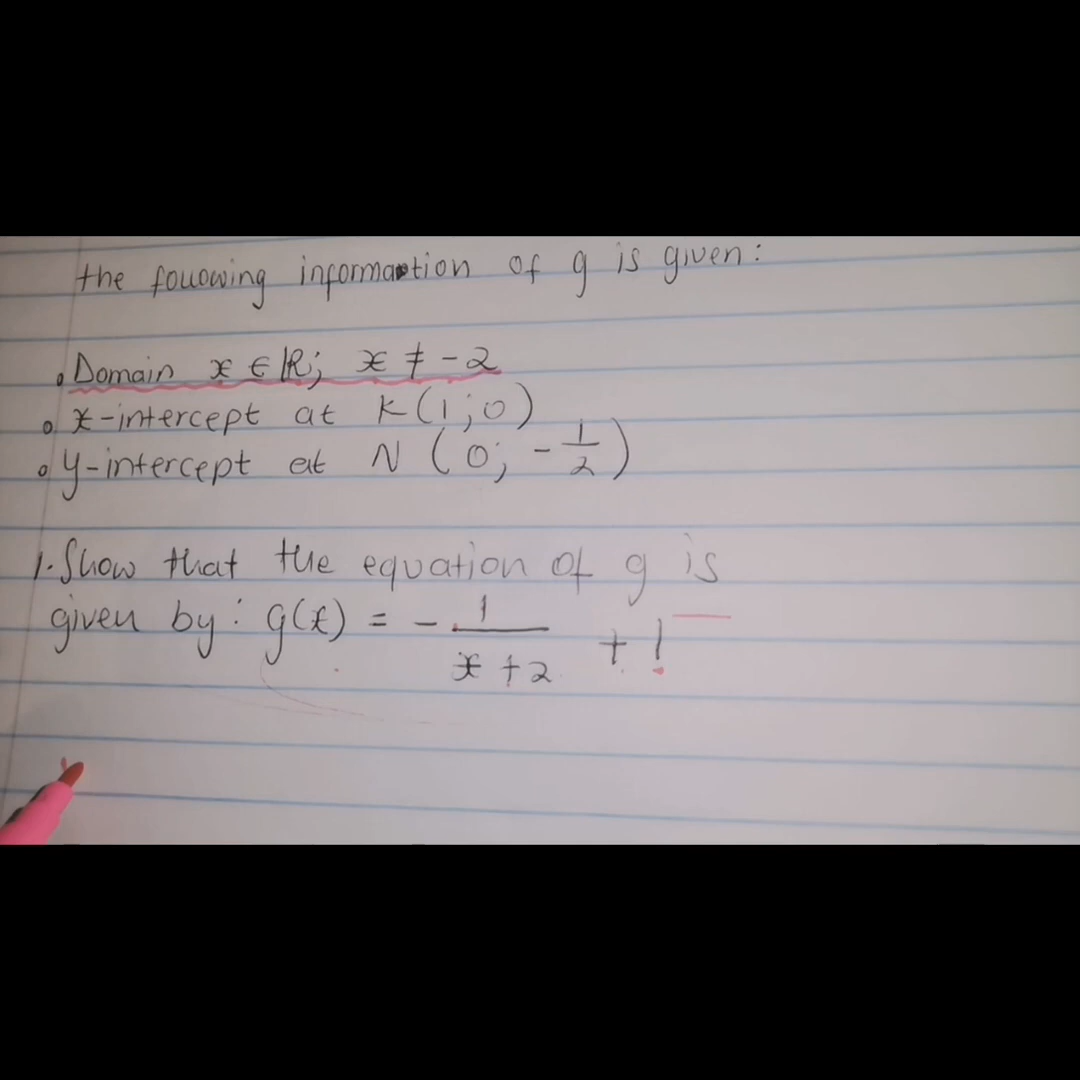 the following information of g is given:
• Domain x ∈ ℝ; x ≠ -2
• x-intercept at K(1;0)
• y-intercept at N (0; -1/2)
1. Show that the equation of g is
given by: g(x) = - 1/(x+2) + 1